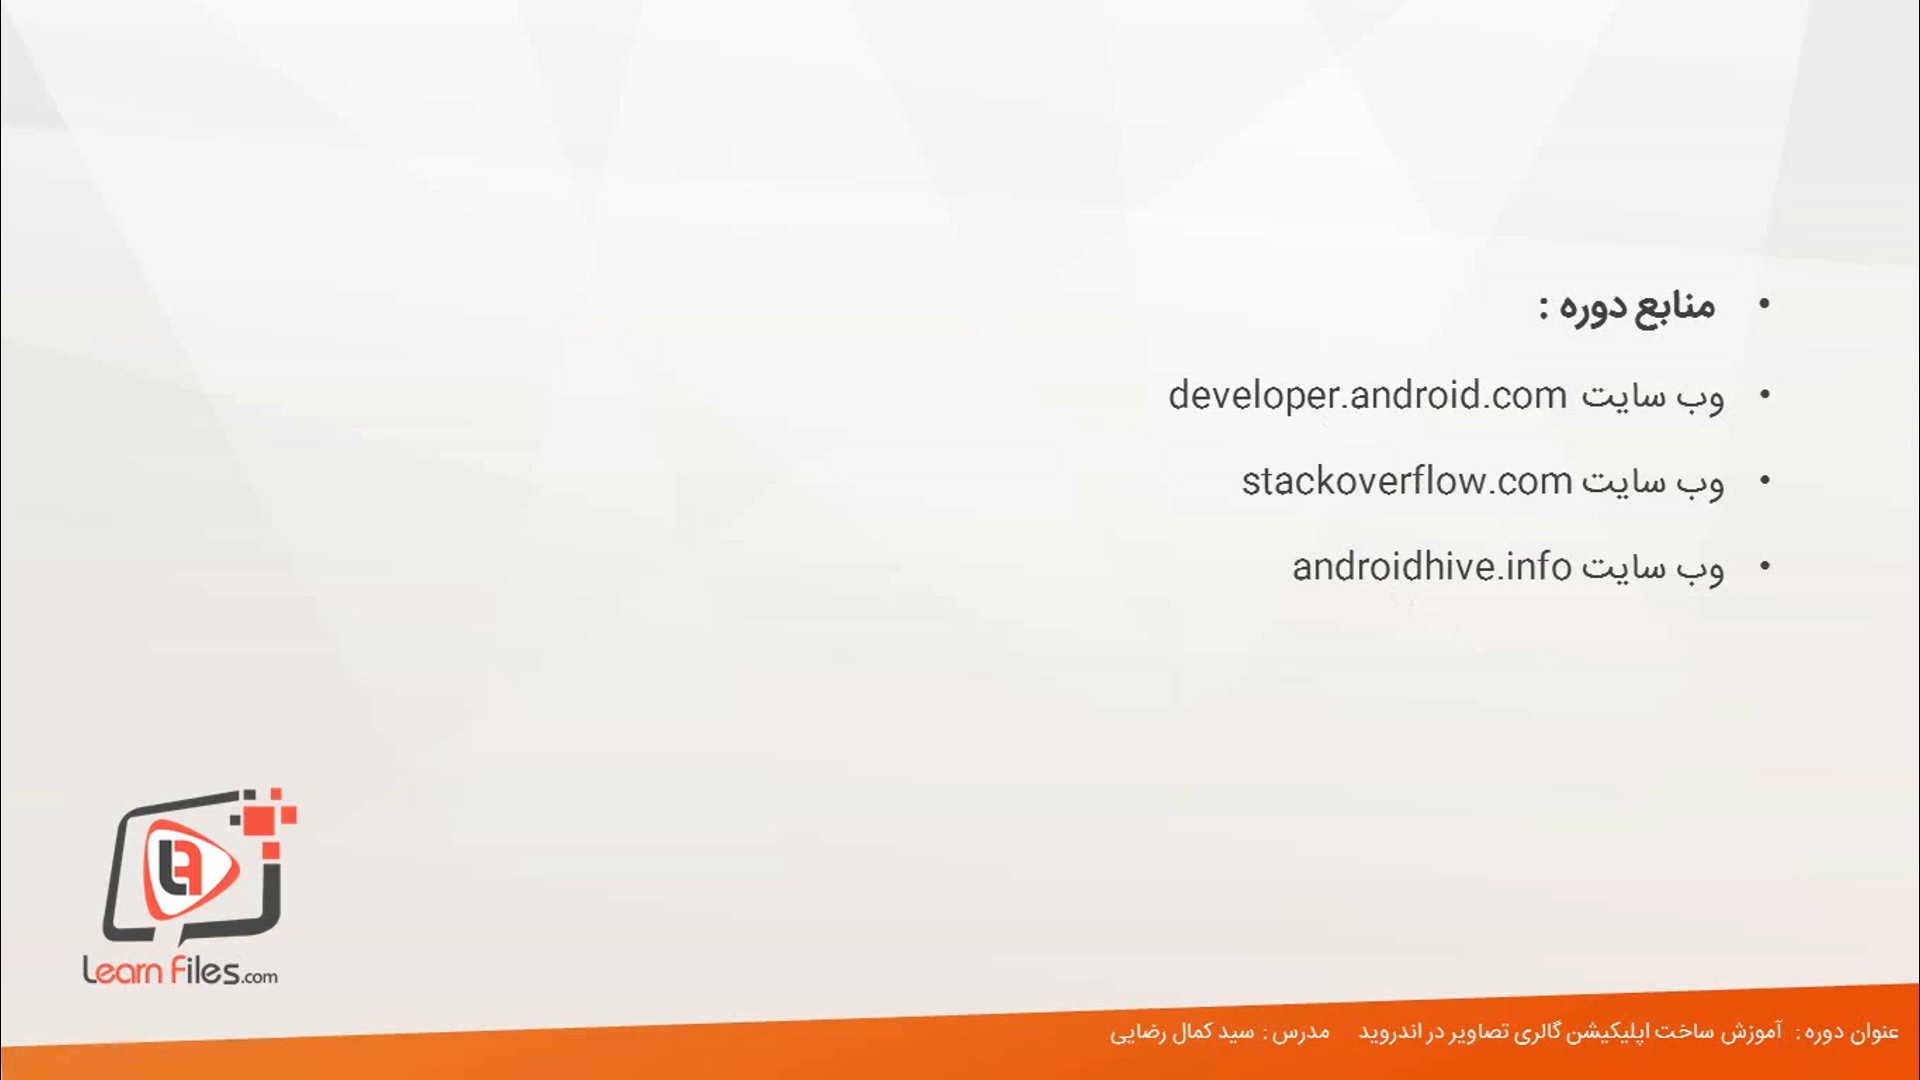 • منابع دوره :
• وب سایت developer.android.com
• وب سایت stackoverflow.com
• وب سایت androidhive.info
LF
Learn Files.com
عنوان دوره : آموزش ساخت اپلیکیشن گالری تصاویر در اندروید مدرس : سید کمال رضایی